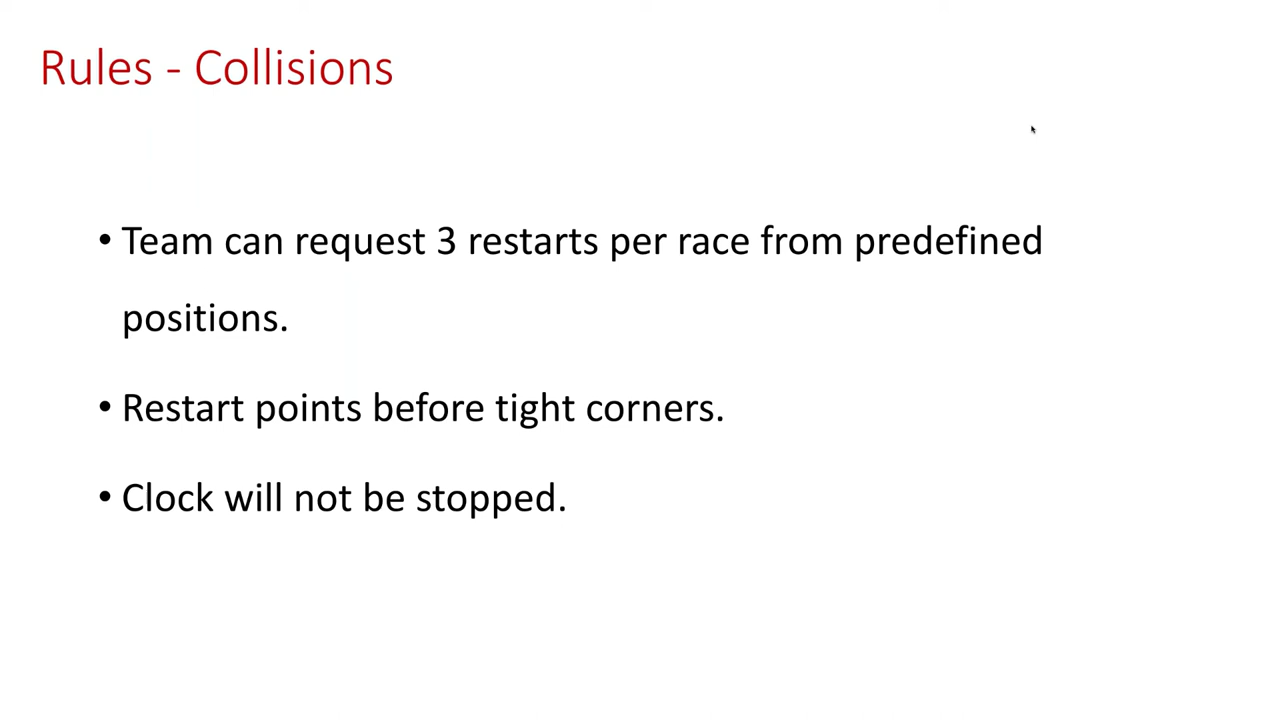 Rules - Collisions
• Team can request 3 restarts per race from predefined
positions.
• Restart points before tight corners.
• Clock will not be stopped.